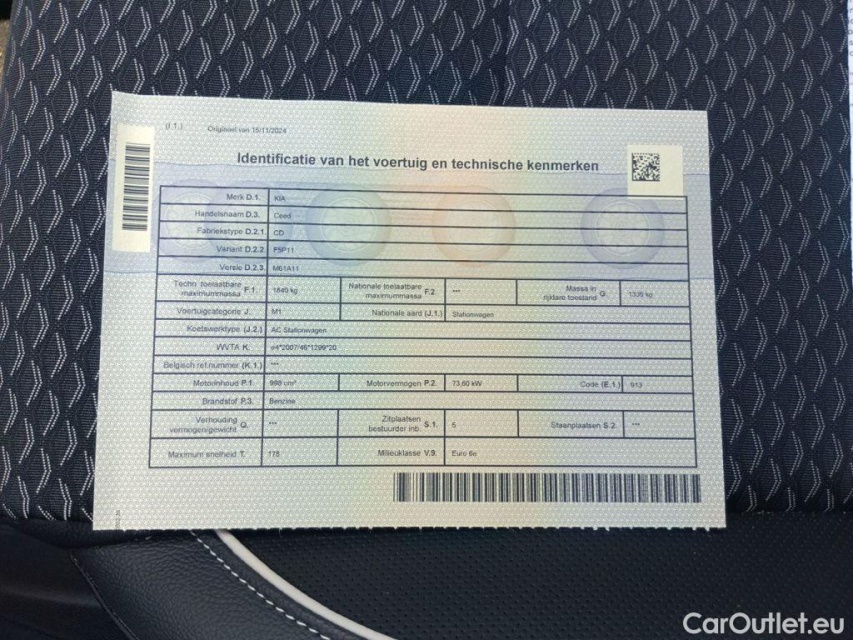 (I.1.) Origineel van 15/11/2024
Identificatie van het voertuig en technische kenmerken
Merk D.1. KIA
Handelsnaam D.3. Ceed
Fabriekstype D.2.1. CD
Variant D.2.2. F5P11
Versie D.2.3. M61A11
Techn. toelaatbare maximummassa F.1. 1840 kg Nationale toelaatbare maximummassa F.2. --- Massa in rijklare toestand G. 1335 kg
Voertuigcategorie J. M1 Nationale aard (J.1.) Stationwagen
Koetswerktype (J.2.) AC Stationwagen
WVTA K. e4*2007/46*1299*20
Belgisch ref.nummer (K.1.) ---
Motorinhoud P.1. 998 cm³ Motorvermogen P.2. 73,60 kW Code (E.1.) 913
Brandstof P.3. Benzine
Verhouding vermogen/gewicht Q. --- Zitplaatsen bestuurder inb. S.1. 5 Staanplaatsen S.2. ---
Maximum snelheid T. 178 Milieuklasse V.9. Euro 6e
CarOutlet.eu